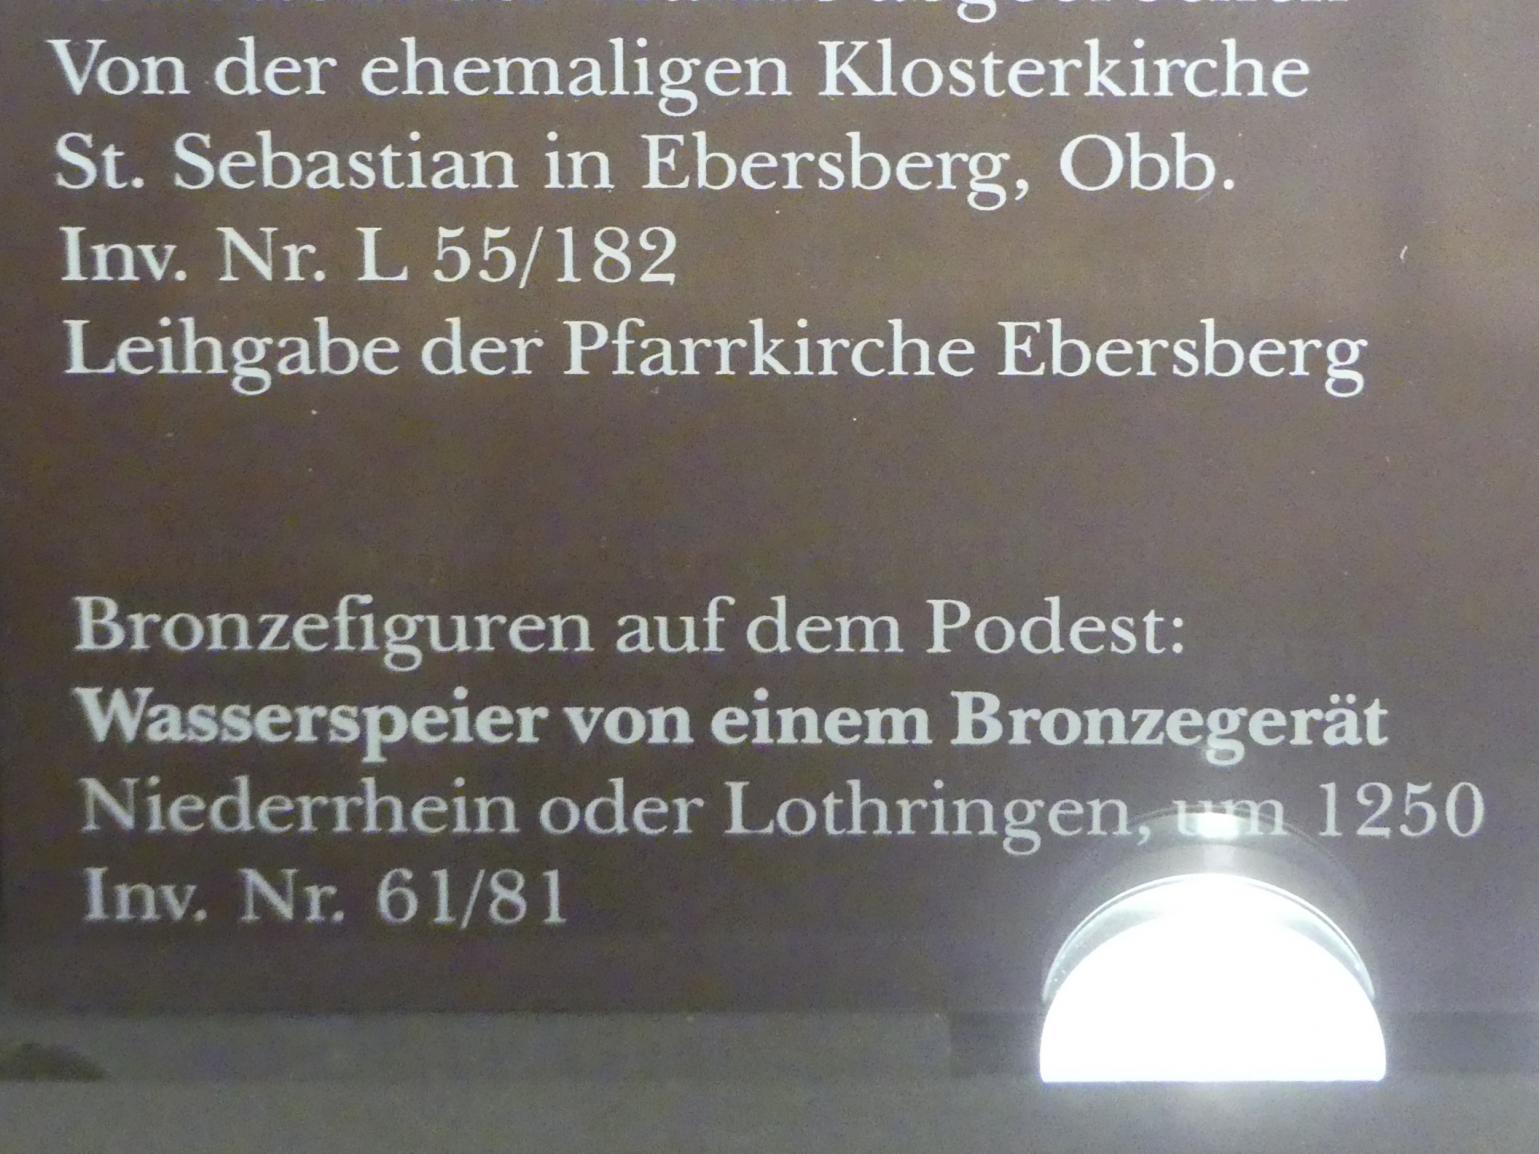 Von der ehemaligen Klosterkirche
St. Sebastian in Ebersberg, Obb.
Inv. Nr. L 55/182
Leihgabe der Pfarrkirche Ebersberg
Bronzefiguren auf dem Podest:
Wasserspeier von einem Bronzegerät
Niederrhein oder Lothringen, um 1250
Inv. Nr. 61/81